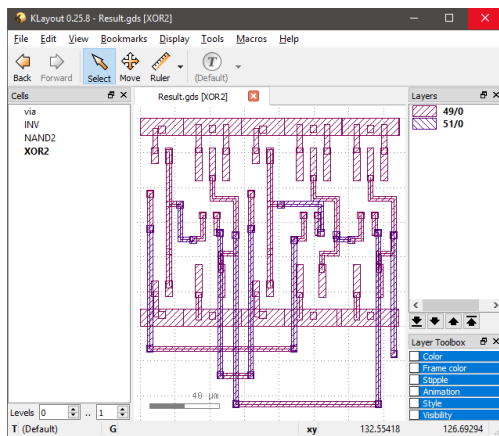 KLayout 0.25.8 - Result.gds [XOR2]
File Edit View Bookmarks Display Tools Macros Help
Back Forward Select Move Ruler T (Default)
Cells
Result.gds [XOR2]
Layers
via
INV
NAND2
XOR2
49/0
51/0
40 μm
Layer Toolbox
Color
Frame color
Stipple
Animation
Style
Visibility
Levels 0 .. 1
T (Default) G xy 132.55418 126.69294